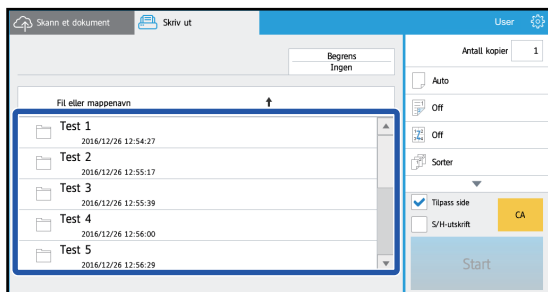 Skann et dokument
Skriv ut
User
Begrens
Ingen
Antall kopier 1
Fil eller mappenavn
Test 1
2016/12/26 12:54:27
Test 2
2016/12/26 12:55:17
Test 3
2016/12/26 12:55:39
Test 4
2016/12/26 12:56:00
Test 5
2016/12/26 12:56:29
Auto
Off
Off
Sorter
Tilpass side
S/H-utskrift
CA
Start